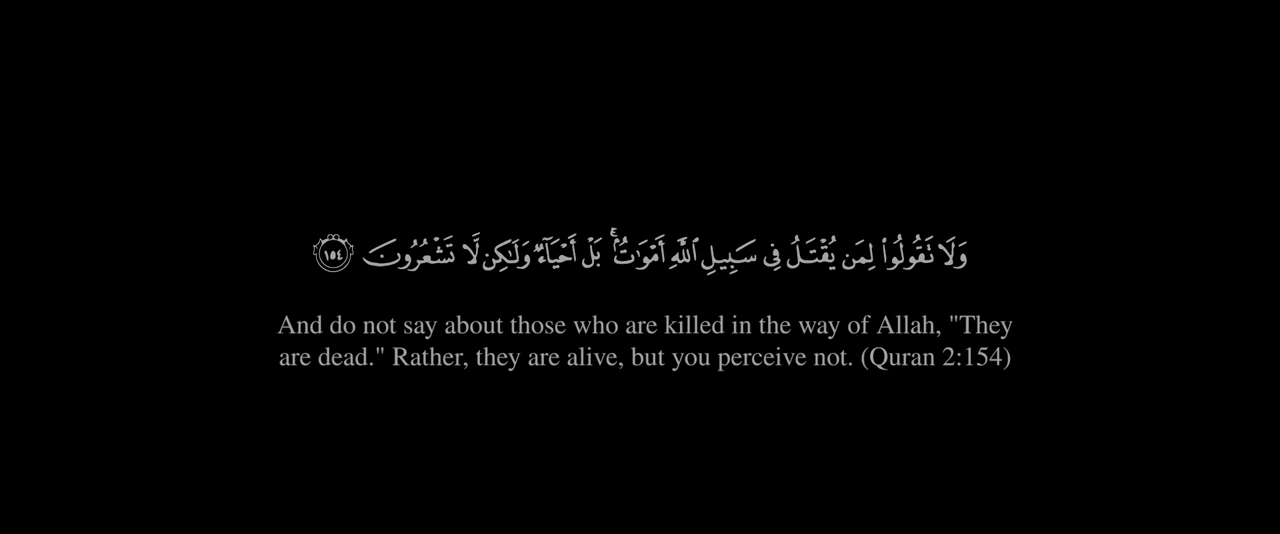 وَلَا تَقُولُوا۟ لِمَن يُقْتَلُ فِى سَبِيلِ ٱللَّهِ أَمْوَٰتٌۢ ۚ بَلْ أَحْيَآءٌ وَلَـٰكِن لَّا تَشْعُرُونَ ١٥٤
And do not say about those who are killed in the way of Allah, "They
are dead." Rather, they are alive, but you perceive not. (Quran 2:154)